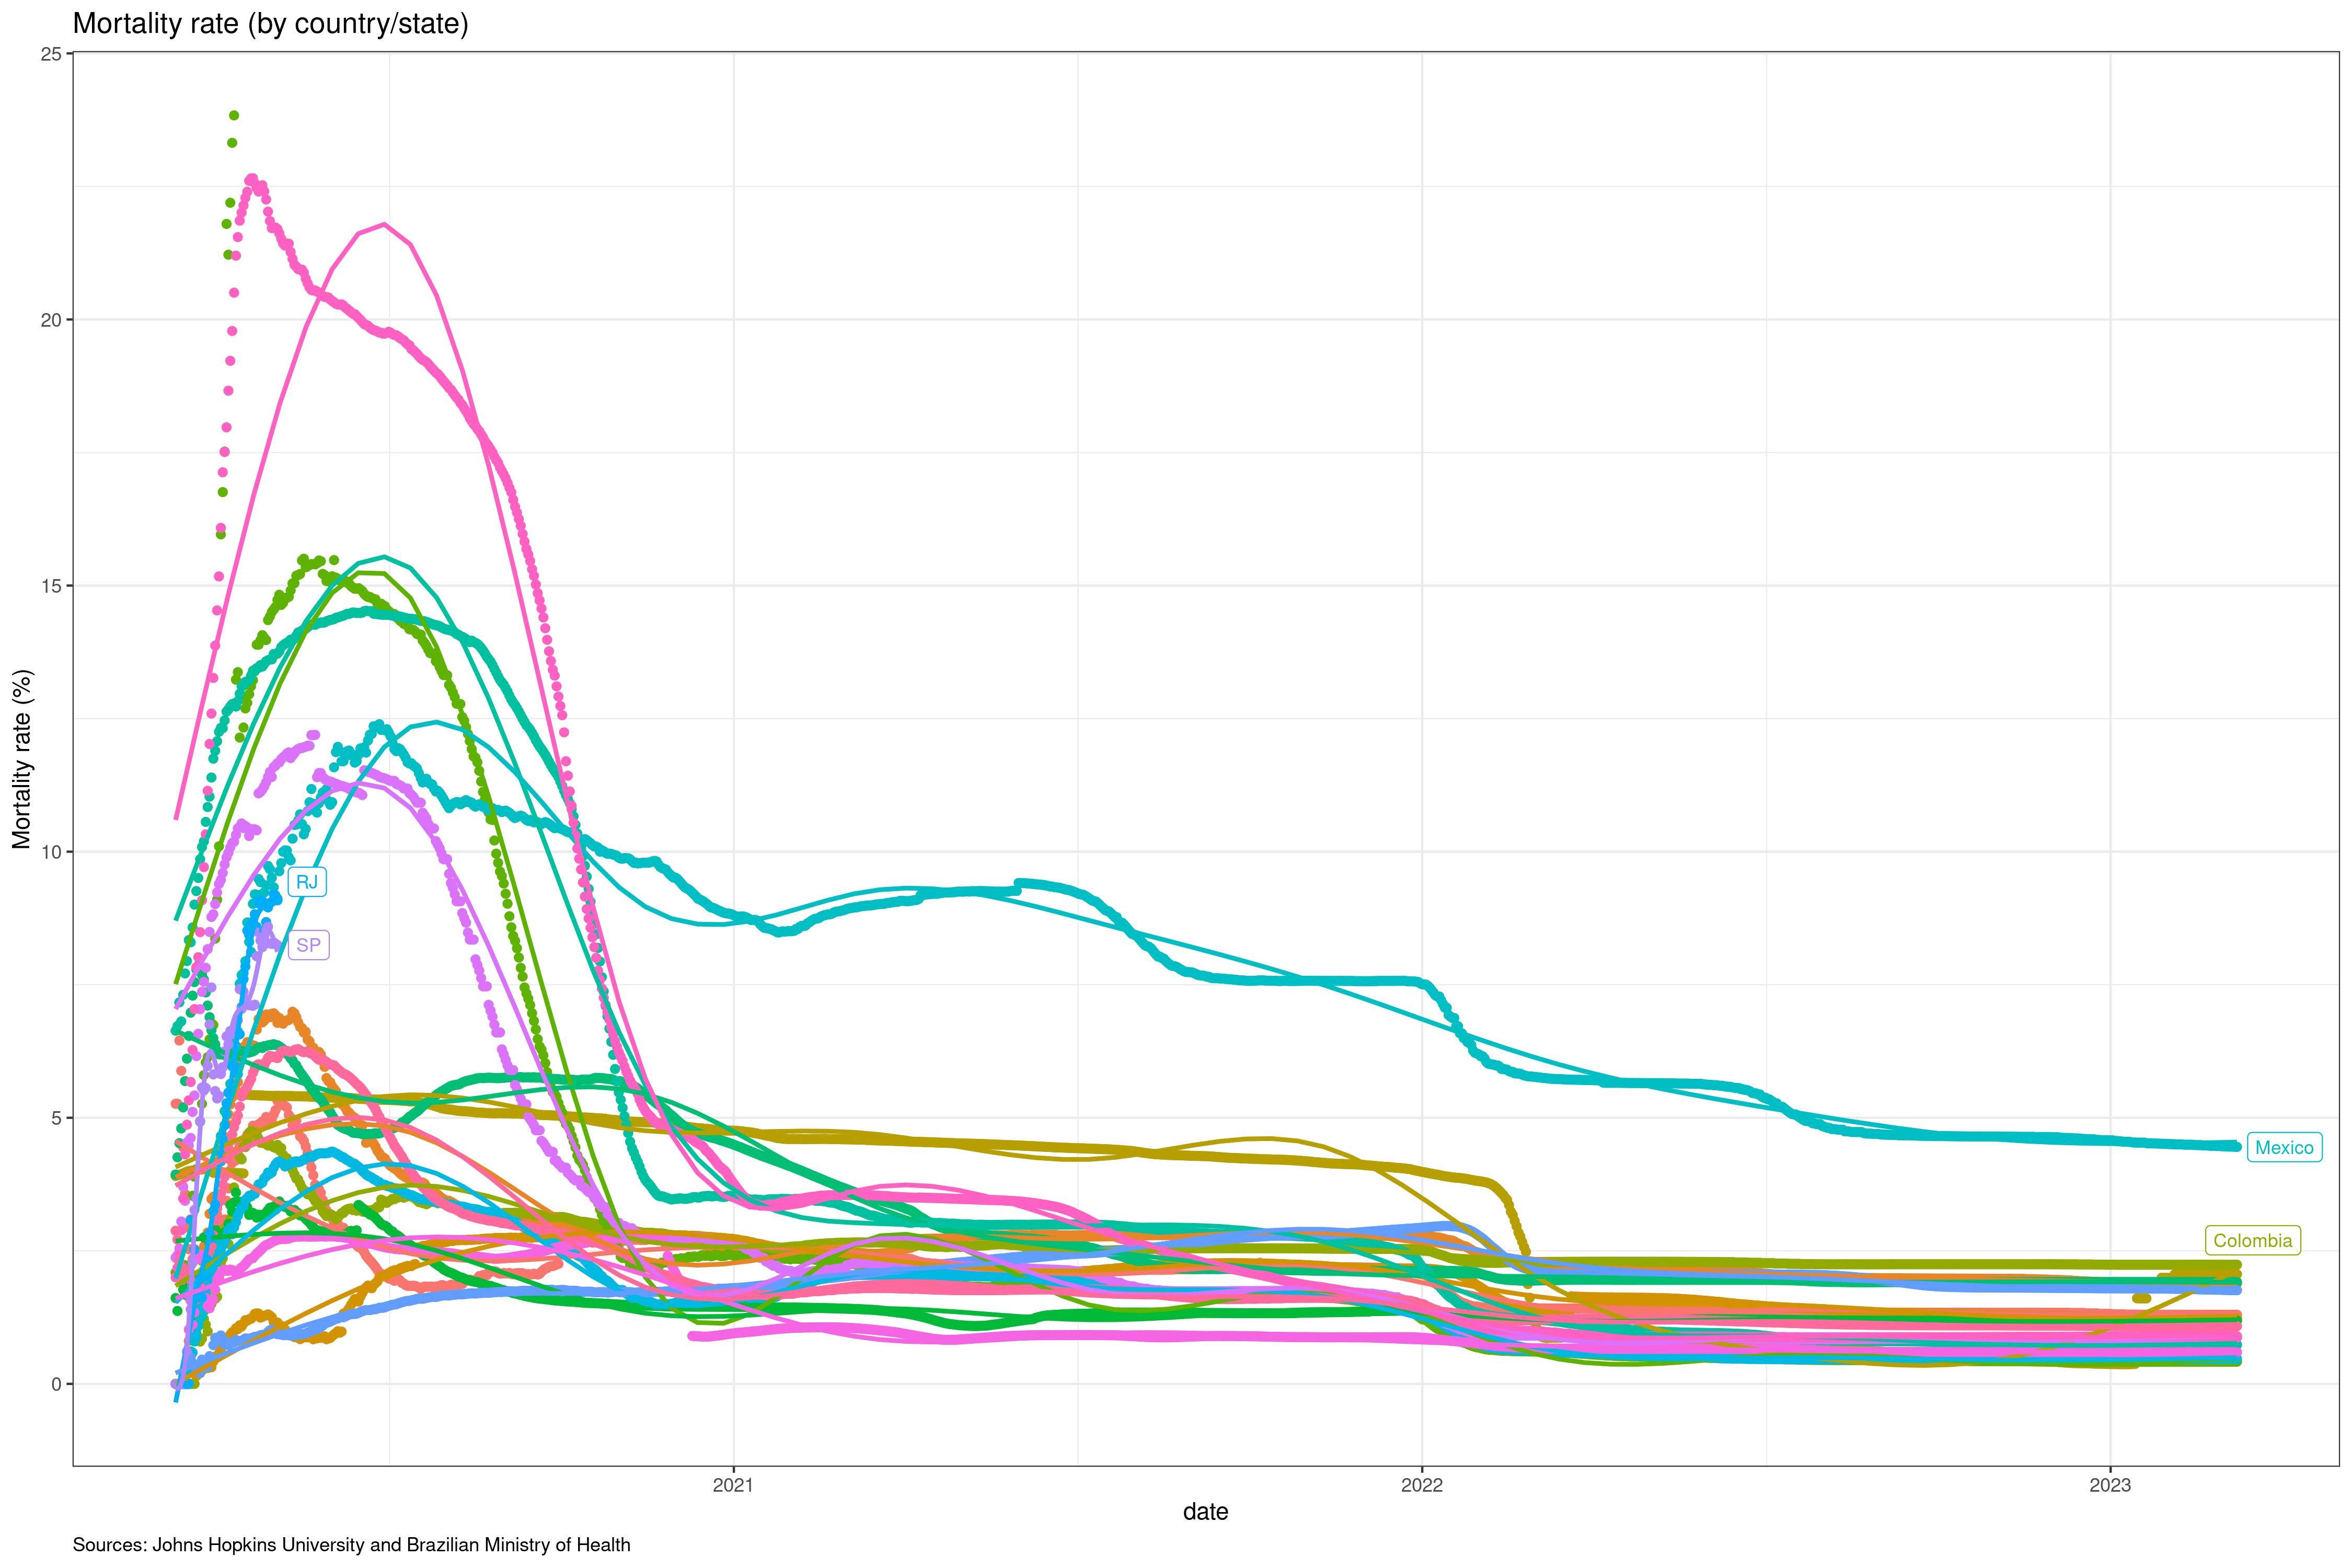 Mortality rate (by country/state)
25
20
15
10
5
0
Mortality rate (%)
RJ
SP
Mexico
Colombia
2021
2022
2023
date
Sources: Johns Hopkins University and Brazilian Ministry of Health